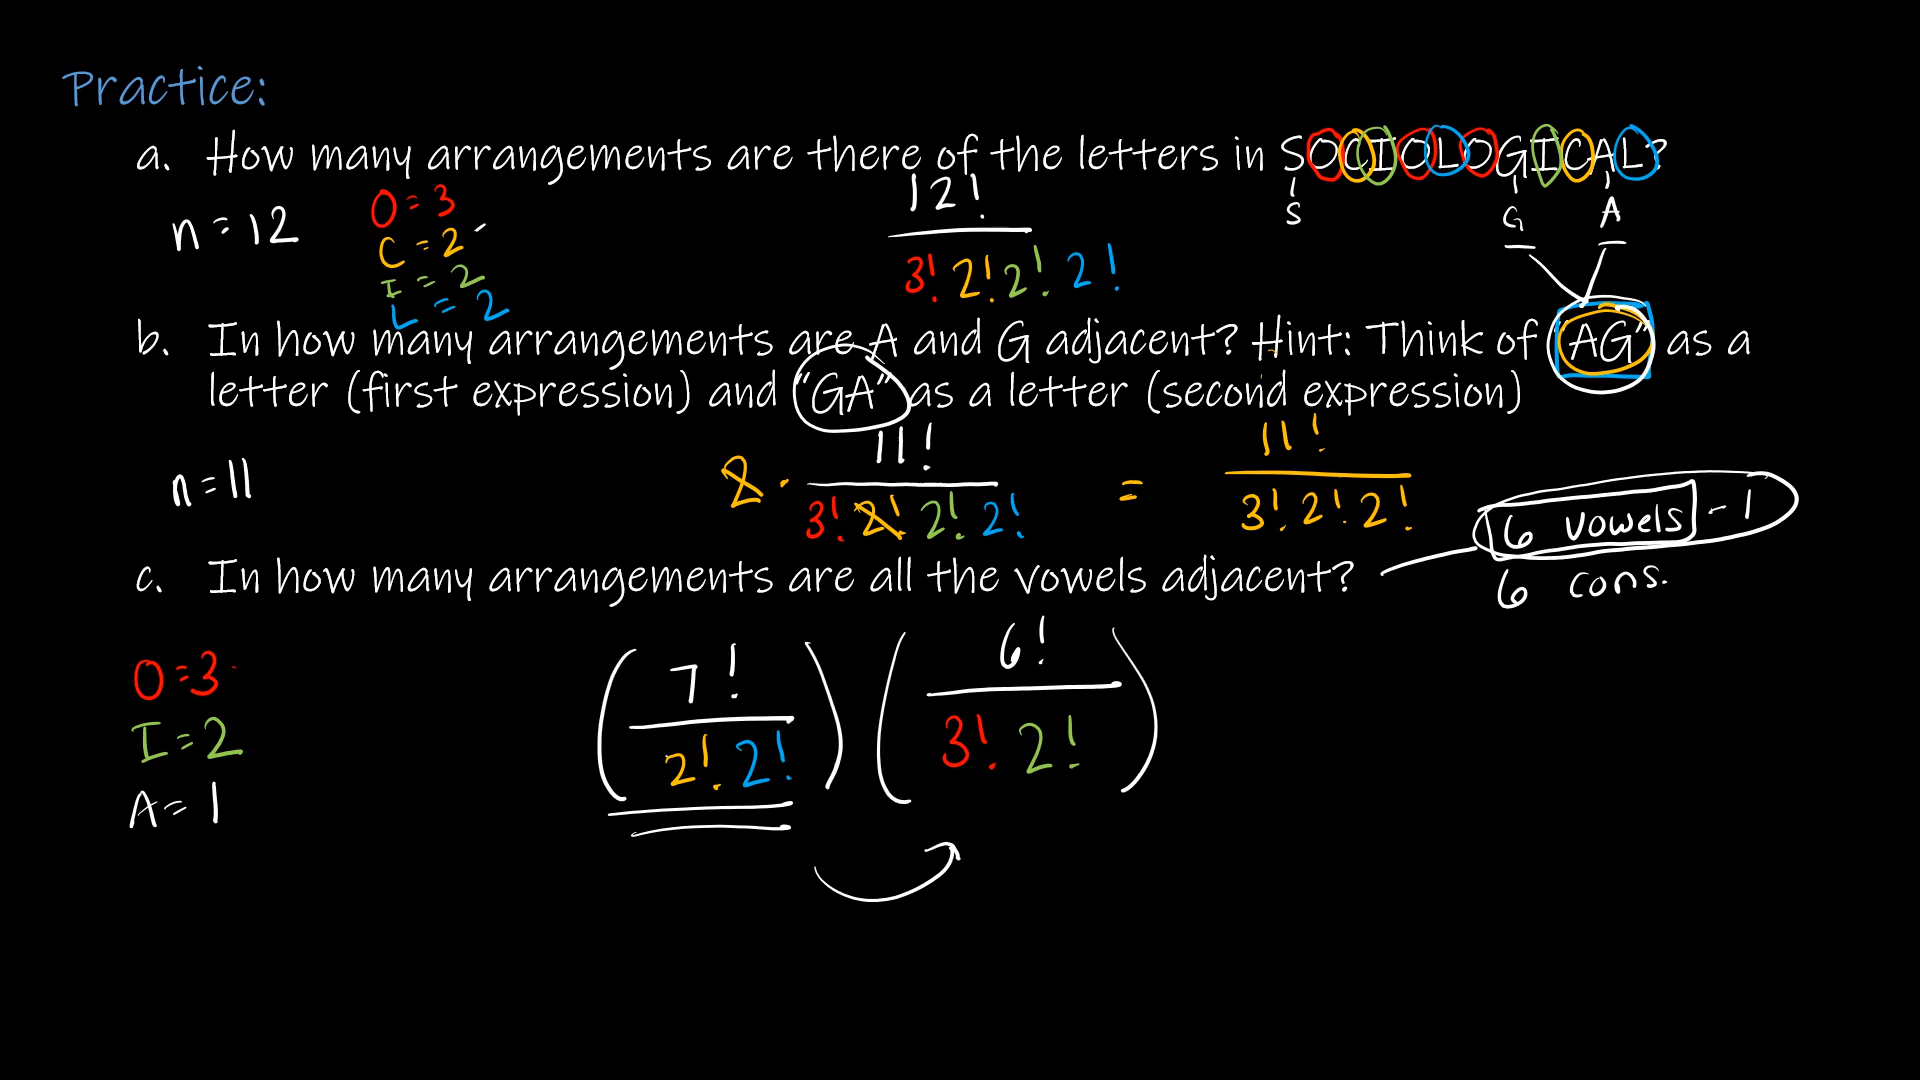 Practice:
a. How many arrangements are there of the letters in SOCIOLOGICAL?
n = 12
O = 3
C = 2
I = 2
L = 2
12!
3! 2! 2! 2!
S G A
b. In how many arrangements are A and G adjacent? Hint: Think of "AG" as a
letter (first expression) and "GA" as a letter (second expression)
n = 11
2 · 11! / 3! 2! 2! 2! = 11! / 3! 2! 2!
6 vowels - 1
6 cons.
c. In how many arrangements are all the vowels adjacent?
O = 3
I = 2
A = 1
(7! / 2! 2!) (6! / 3! 2!)